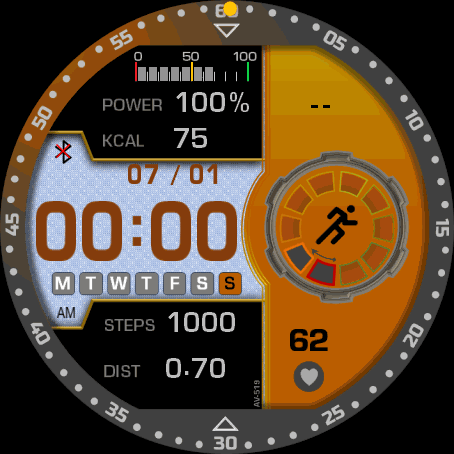 60
05
10
15
20
25
30
35
40
45
50
55
0 50 100
POWER 100%
KCAL 75
--
07 / 01
00:00
M T W T F S S
AM
STEPS 1000
DIST 0.70
62
AV-519